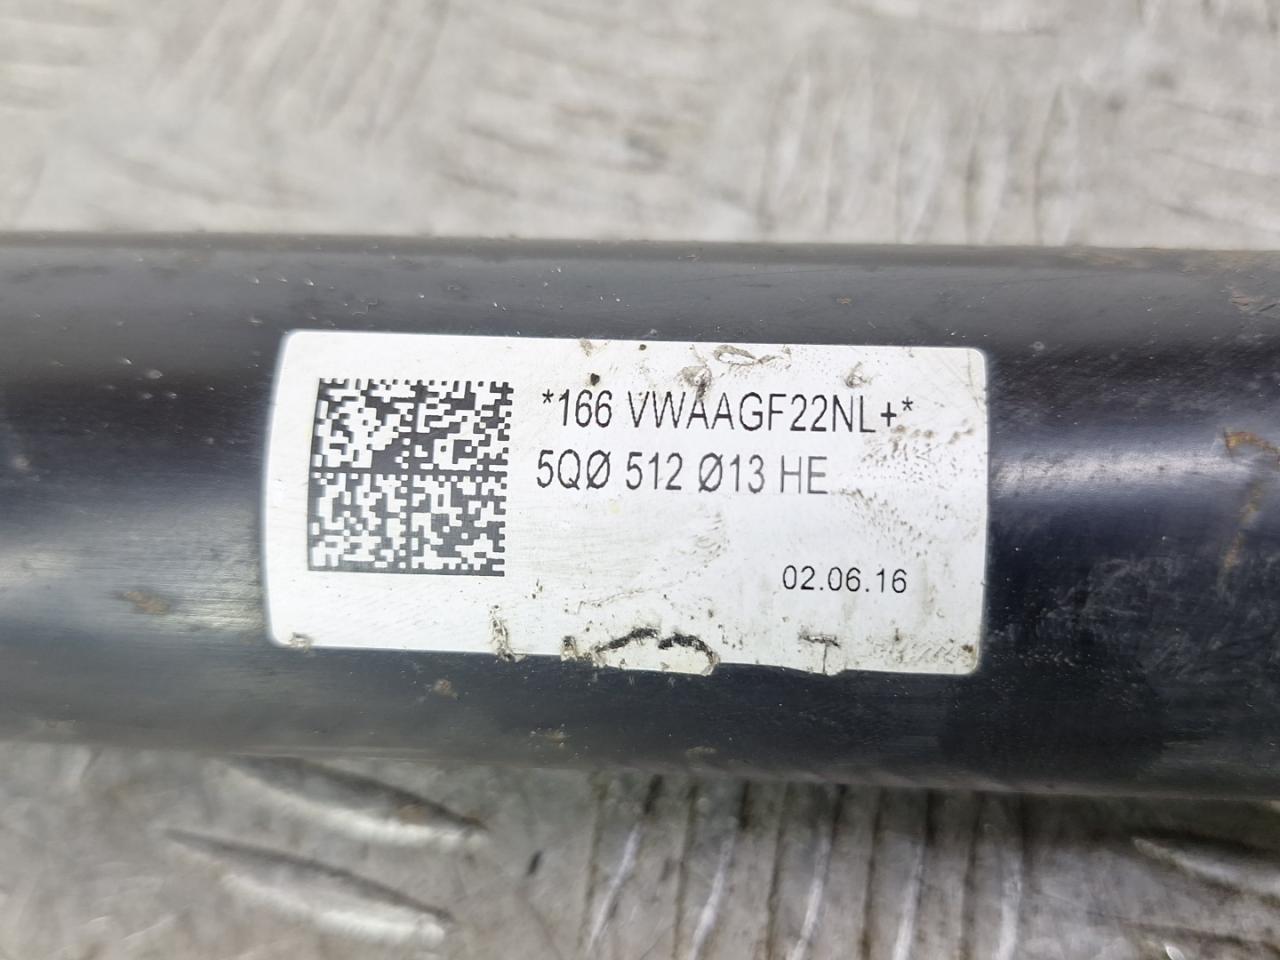 *166 VWAAGF22NL+*
5QØ 512 Ø13 HE
02.06.16